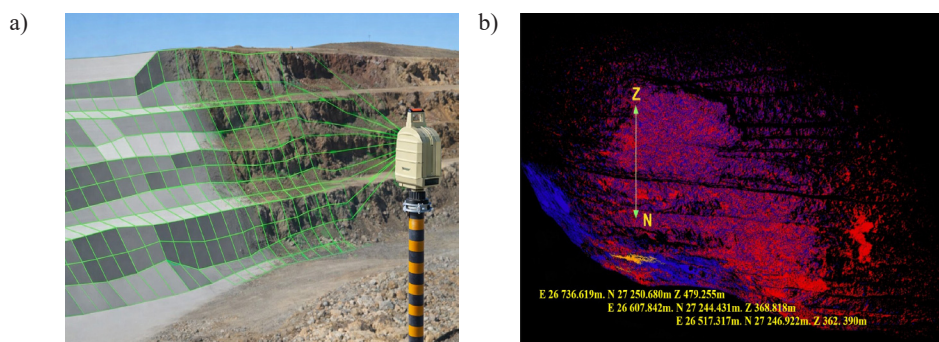 a)
b)
Z
N
E 26 736.619m. N 27 250.680m Z 479.255m
E 26 607.842m. N 27 244.431m Z 368.818m
E 26 517.317m. N 27 246.922m Z 362. 390m